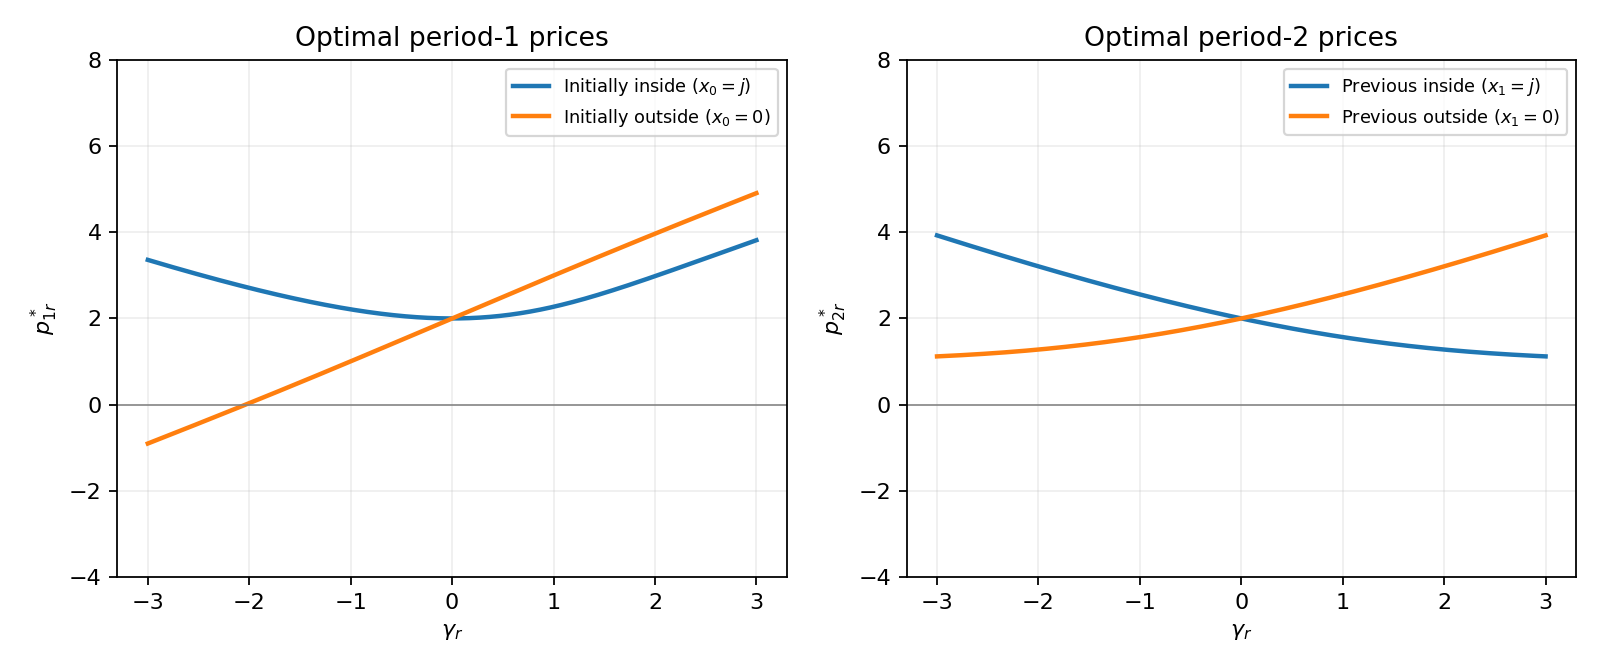 Optimal period-1 prices
8
6
4
2
0
−2
−4
−3 −2 −1 0 1 2 3
γᵣ
p*₁ᵣ
Initially inside (x₀ = j)
Initially outside (x₀ = 0)
Optimal period-2 prices
8
6
4
2
0
−2
−4
−3 −2 −1 0 1 2 3
γᵣ
p*₂ᵣ
Previous inside (x₁ = j)
Previous outside (x₁ = 0)